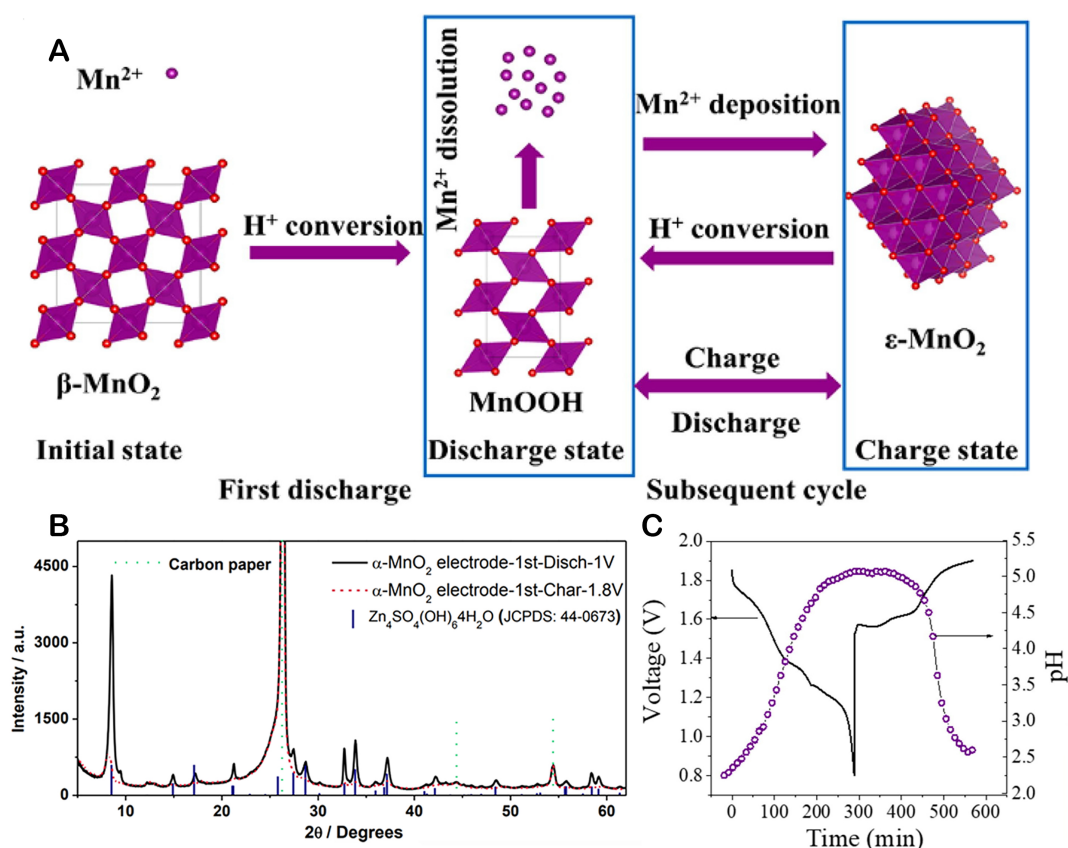 A
Mn²⁺
β-MnO₂
Initial state
H⁺ conversion
First discharge
Mn²⁺ dissolution
MnOOH
Discharge state
Mn²⁺ deposition
H⁺ conversion
Charge
Discharge
Subsequent cycle
ε-MnO₂
Charge state
B
Intensity / a.u.
4500
3000
1500
0
Carbon paper
α-MnO₂ electrode-1st-Disch-1V
α-MnO₂ electrode-1st-Char-1.8V
Zn₄SO₄(OH)₆4H₂O (JCPDS: 44-0673)
10 20 30 40 50 60
2θ / Degrees
C
Voltage (V)
2.0
1.8
1.6
1.4
1.2
1.0
0.8
5.5
5.0
4.5
4.0
3.5
3.0
2.5
2.0
pH
0 100 200 300 400 500 600
Time (min)